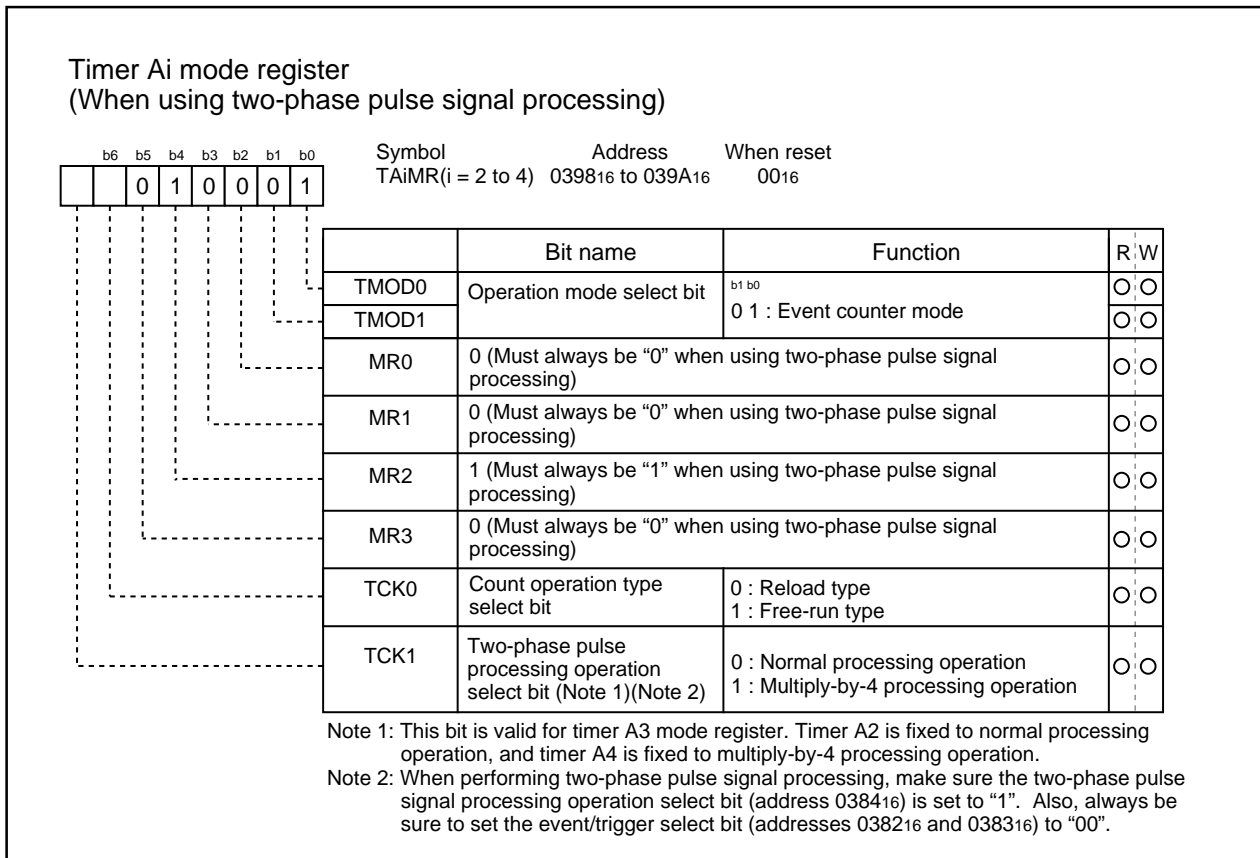 Timer Ai mode register
(When using two-phase pulse signal processing)
b6 b5 b4 b3 b2 b1 b0
0 1 0 0 0 1
Symbol Address When reset
TAiMR(i = 2 to 4) 039816 to 039A16 0016
Bit name Function R W
TMOD0 Operation mode select bit b1 b0
0 1 : Event counter mode
TMOD1
MR0 0 (Must always be “0” when using two-phase pulse signal
processing)
MR1 0 (Must always be “0” when using two-phase pulse signal
processing)
MR2 1 (Must always be “1” when using two-phase pulse signal
processing)
MR3 0 (Must always be “0” when using two-phase pulse signal
processing)
TCK0 Count operation type
select bit
0 : Reload type
1 : Free-run type
TCK1 Two-phase pulse
processing operation
select bit (Note 1)(Note 2)
0 : Normal processing operation
1 : Multiply-by-4 processing operation
Note 1: This bit is valid for timer A3 mode register. Timer A2 is fixed to normal processing
operation, and timer A4 is fixed to multiply-by-4 processing operation.
Note 2: When performing two-phase pulse signal processing, make sure the two-phase pulse
signal processing operation select bit (address 038416) is set to “1”. Also, always be
sure to set the event/trigger select bit (addresses 038216 and 038316) to “00”.